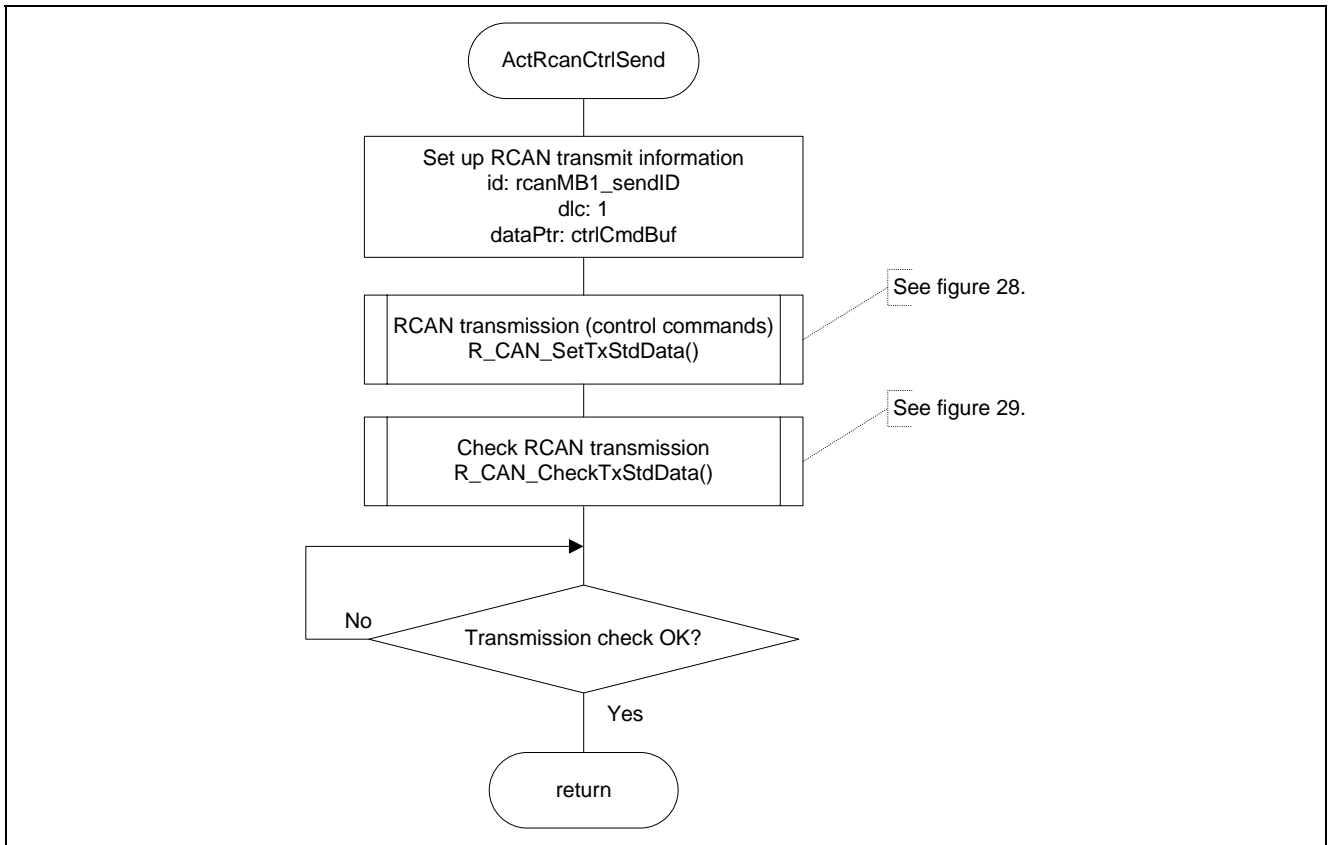 ActRcanCtrlSend
Set up RCAN transmit information
id: rcanMB1_sendID
dlc: 1
dataPtr: ctrlCmdBuf
See figure 28.
RCAN transmission (control commands)
R_CAN_SetTxStdData()
See figure 29.
Check RCAN transmission
R_CAN_CheckTxStdData()
No
Transmission check OK?
Yes
return